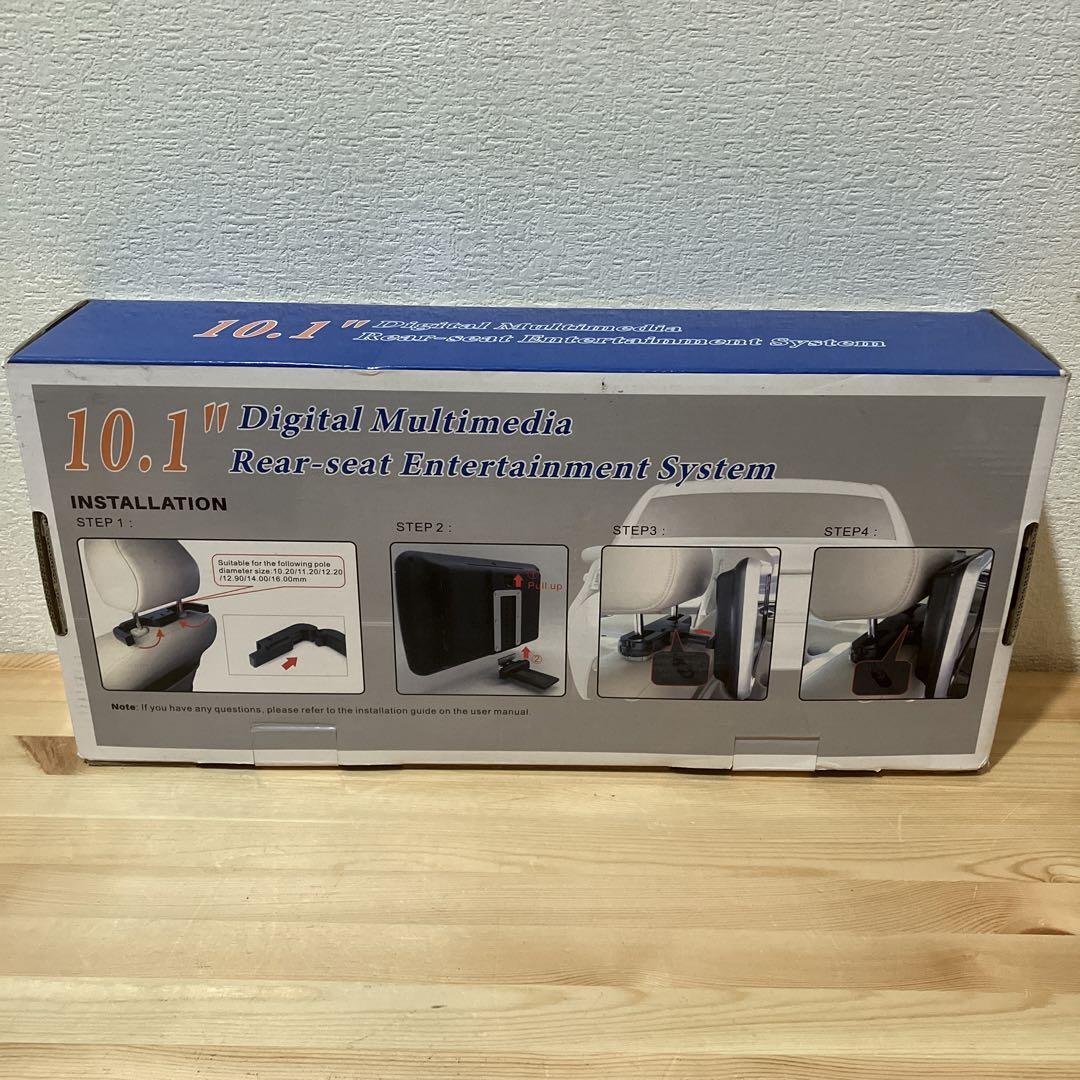 10.1" Digital Multimedia
Rear-seat Entertainment System
10.1" Digital Multimedia
Rear-seat Entertainment System
INSTALLATION
STEP 1 :
Suitable for the following pole
diameter size:10.20/11.20/12.20
/12.90/14.00/16.00mm
STEP 2 :
①
Pull up
②
STEP3 :
STEP4 :
Note: If you have any questions, please refer to the installation guide on the user manual.